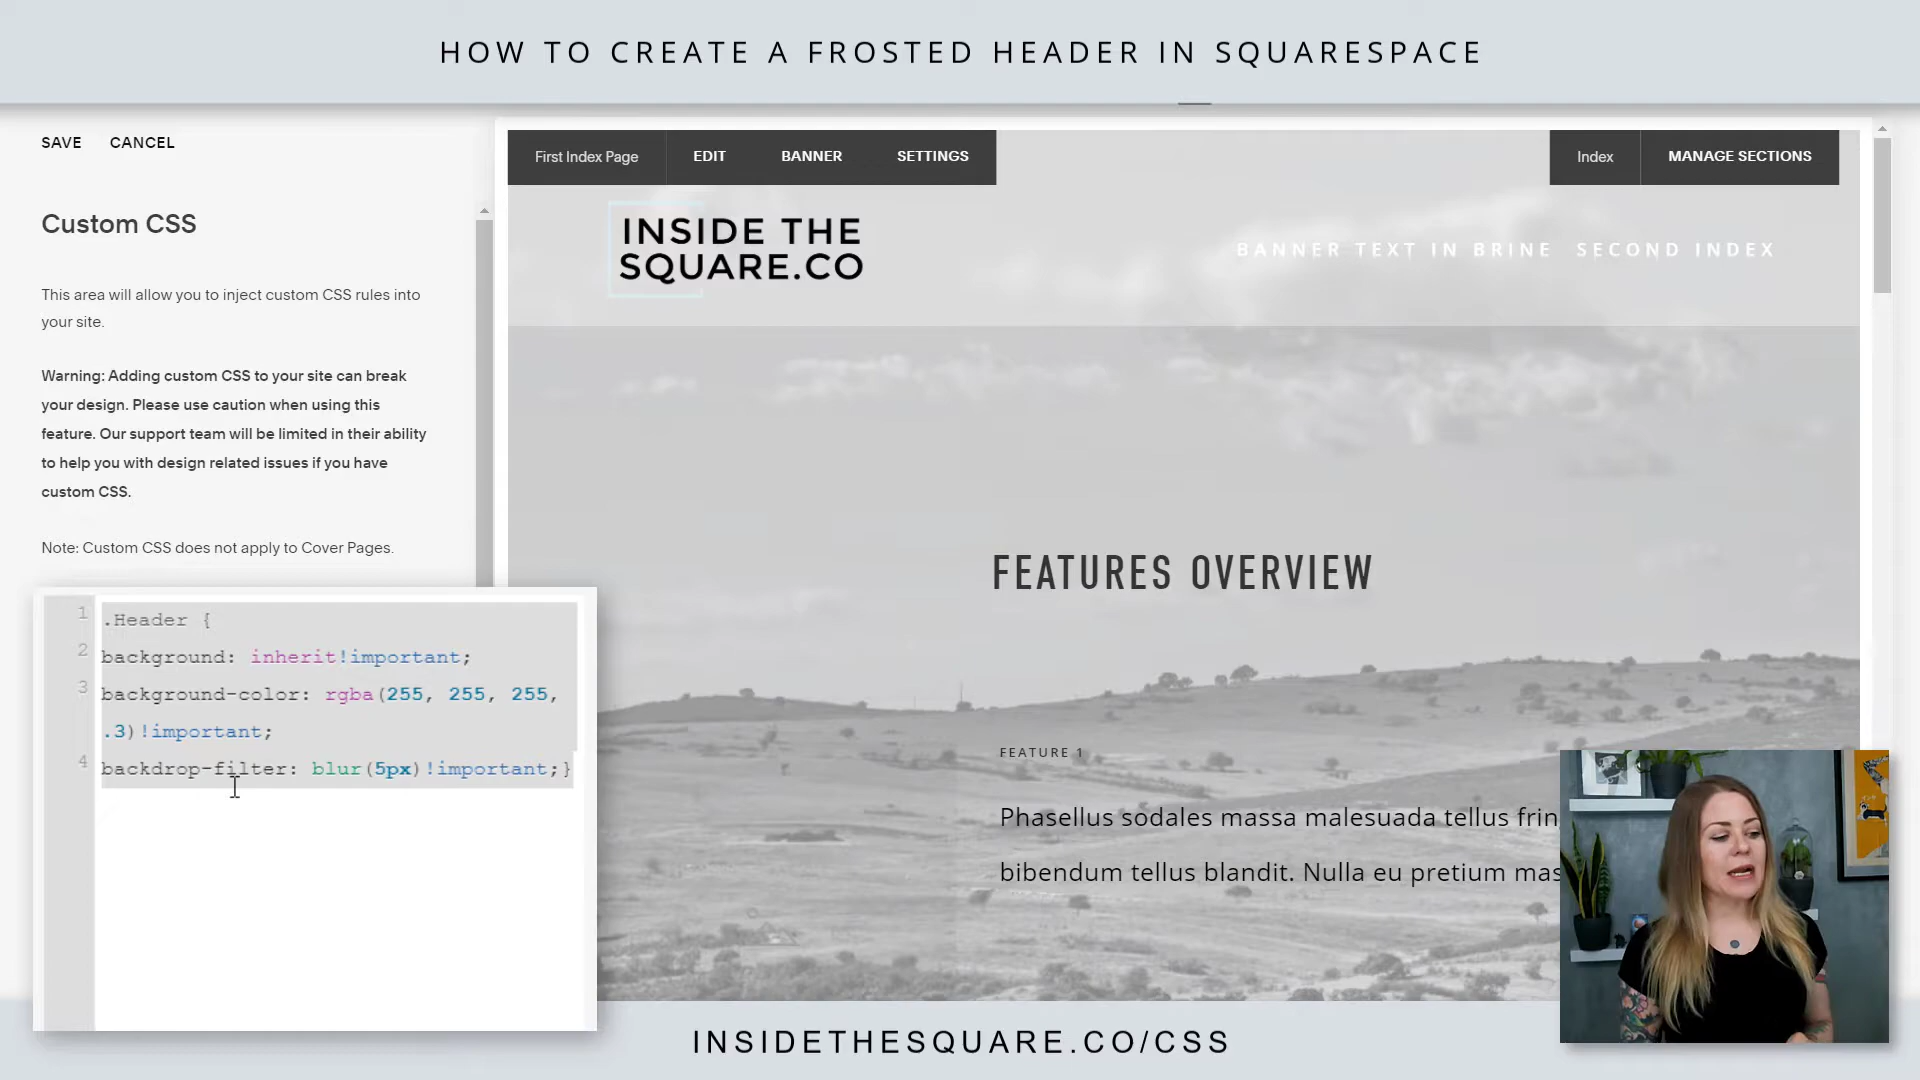 HOW TO CREATE A FROSTED HEADER IN SQUARESPACE
SAVE CANCEL
Custom CSS
This area will allow you to inject custom CSS rules into
your site.
Warning: Adding custom CSS to your site can break
your design. Please use caution when using this
feature. Our support team will be limited in their ability
to help you with design related issues if you have
custom CSS.
Note: Custom CSS does not apply to Cover Pages.
1 .Header {
2 background: inherit!important;
3 background-color: rgba(255, 255, 255,
.3)!important;
4 backdrop-filter: blur(5px)!important;}
First Index Page EDIT BANNER SETTINGS
Index MANAGE SECTIONS
INSIDE THE
SQUARE.CO
BANNER TEXT IN BRINE SECOND INDEX
FEATURES OVERVIEW
FEATURE 1
Phasellus sodales massa malesuada tellus frin
bibendum tellus blandit. Nulla eu pretium mas
INSIDETHESQUARE.CO/CSS